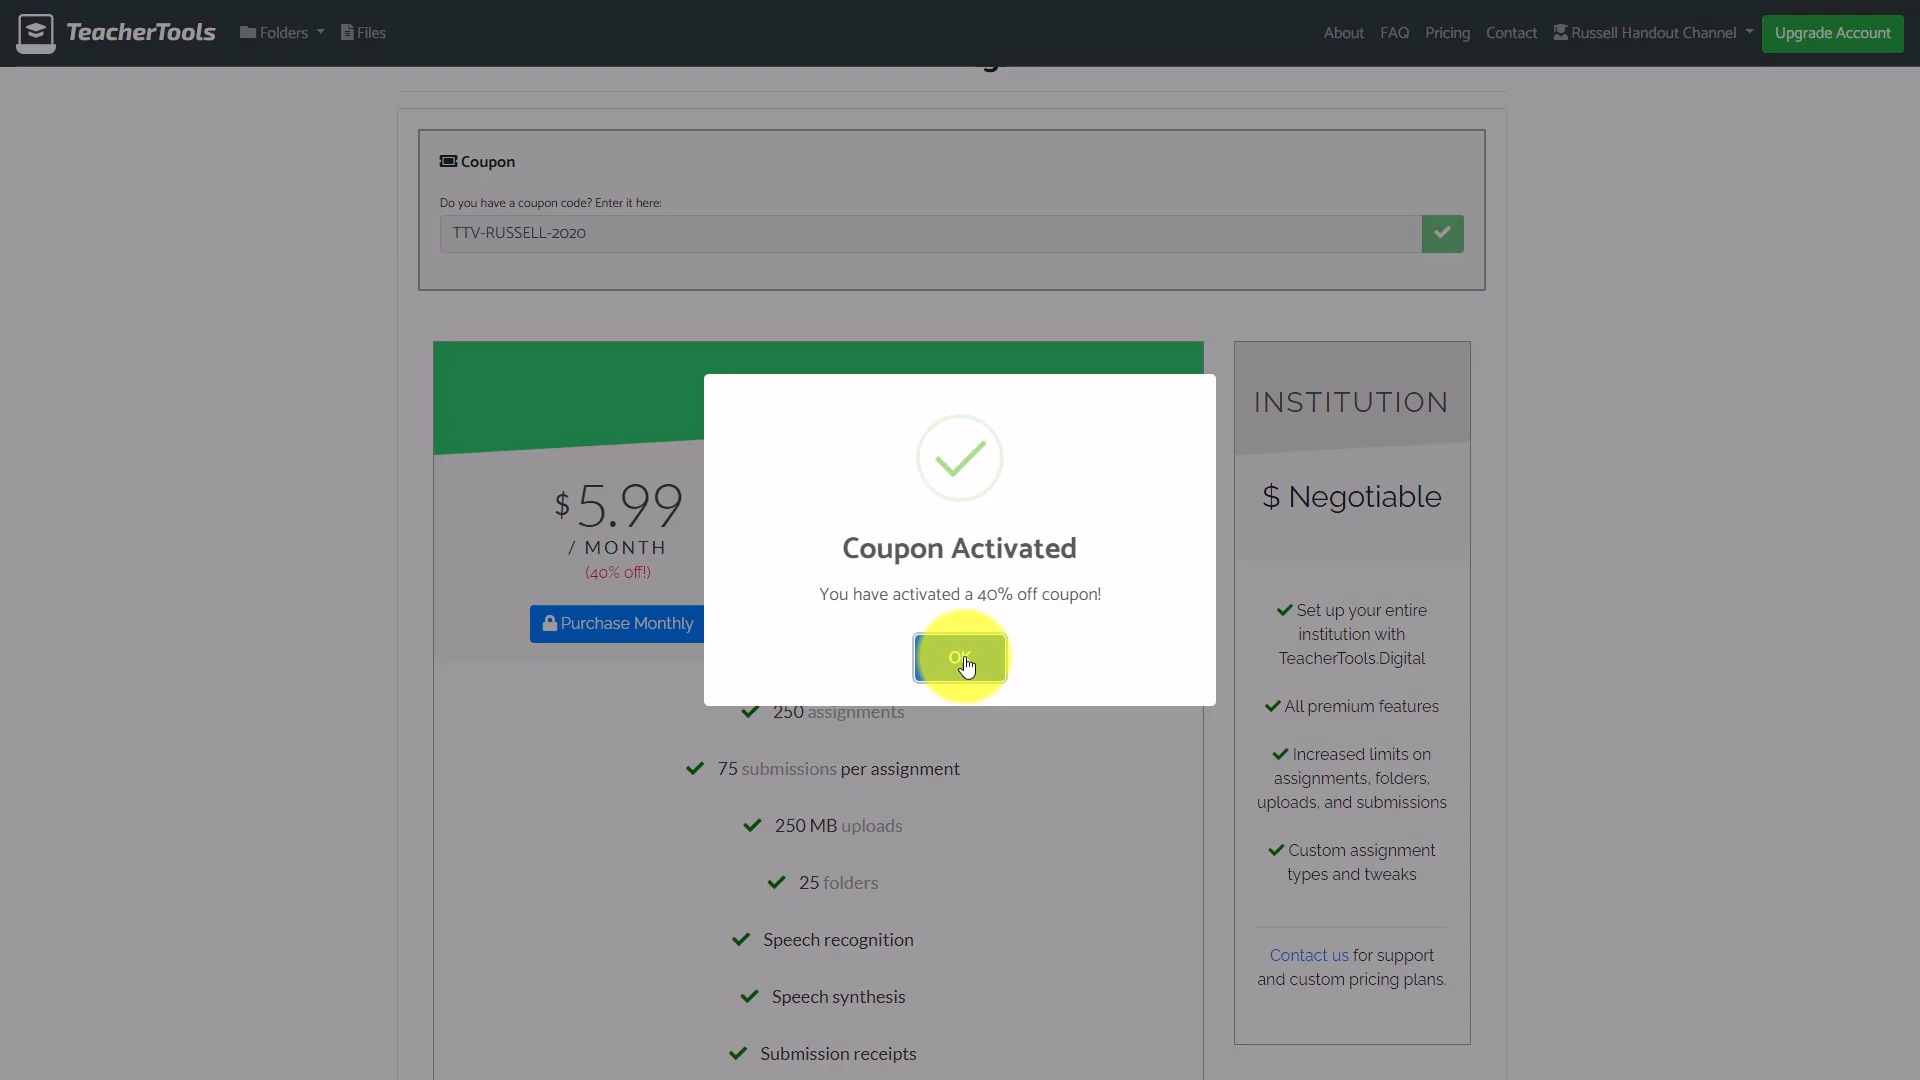 TeacherTools
Folders
Files
About
FAQ
Pricing
Contact
Russell Handout Channel
Upgrade Account
Coupon
Do you have a coupon code? Enter it here:
TTV-RUSSELL-2020
$5.99
/ MONTH
(40% off!)
Purchase Monthly
Coupon Activated
You have activated a 40% off coupon!
OK
250 assignments
75 submissions per assignment
250 MB uploads
25 folders
Speech recognition
Speech synthesis
Submission receipts
INSTITUTION
$ Negotiable
Set up your entire
institution with
TeacherTools.Digital
All premium features
Increased limits on
assignments, folders,
uploads, and submissions
Custom assignment
types and tweaks
Contact us for support
and custom pricing plans.